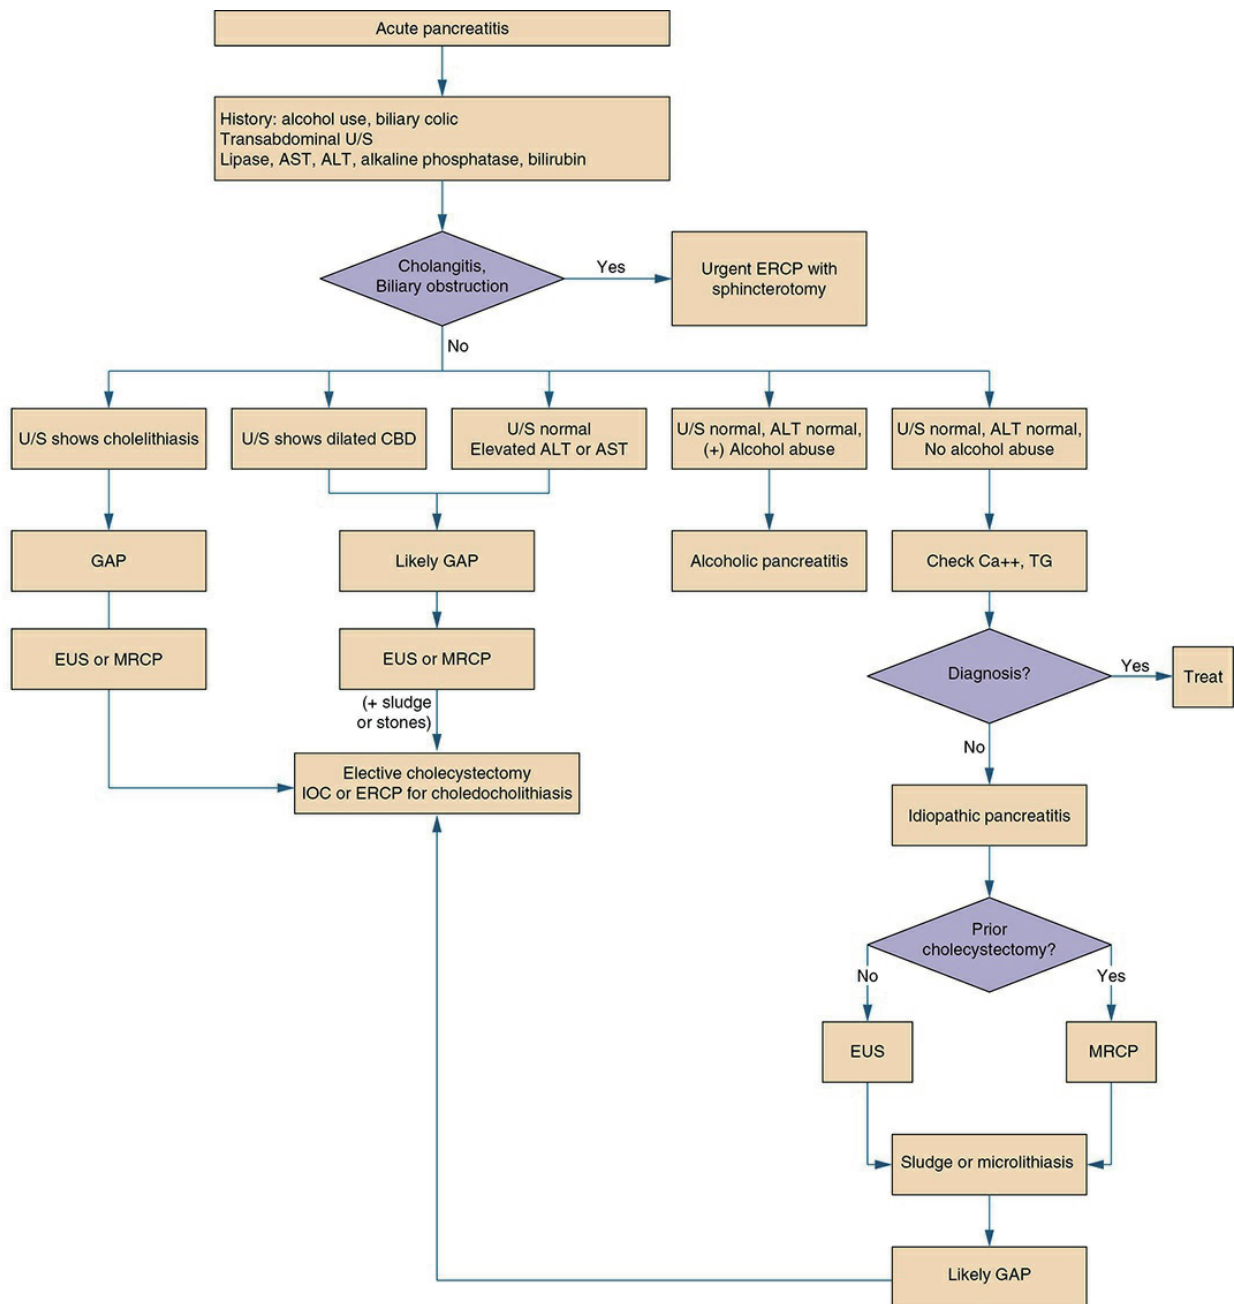 Acute pancreatitis
History: alcohol use, biliary colic
Transabdominal U/S
Lipase, AST, ALT, alkaline phosphatase, bilirubin
Cholangitis,
Biliary obstruction
Yes
Urgent ERCP with
sphincterotomy
No
U/S shows cholelithiasis
U/S shows dilated CBD
U/S normal
Elevated ALT or AST
U/S normal, ALT normal,
(+) Alcohol abuse
U/S normal, ALT normal,
No alcohol abuse
GAP
Likely GAP
Alcoholic pancreatitis
Check Ca++, TG
EUS or MRCP
EUS or MRCP
Diagnosis?
Yes
Treat
(+ sludge
or stones)
No
Elective cholecystectomy
IOC or ERCP for choledocholithiasis
Idiopathic pancreatitis
Prior
cholecystectomy?
No
Yes
EUS
MRCP
Sludge or microlithiasis
Likely GAP